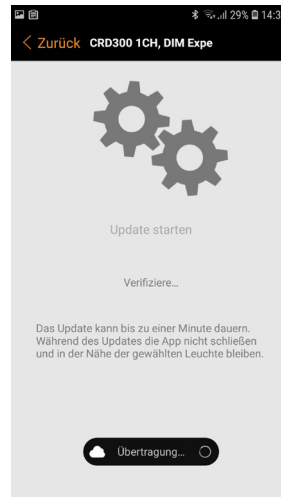 29% 14:3
Zurück CRD300 1CH, DIM Expe
Update starten
Verifiziere...
Das Update kann bis zu einer Minute dauern.
Während des Updates die App nicht schließen
und in der Nähe der gewählten Leuchte bleiben.
Übertragung...